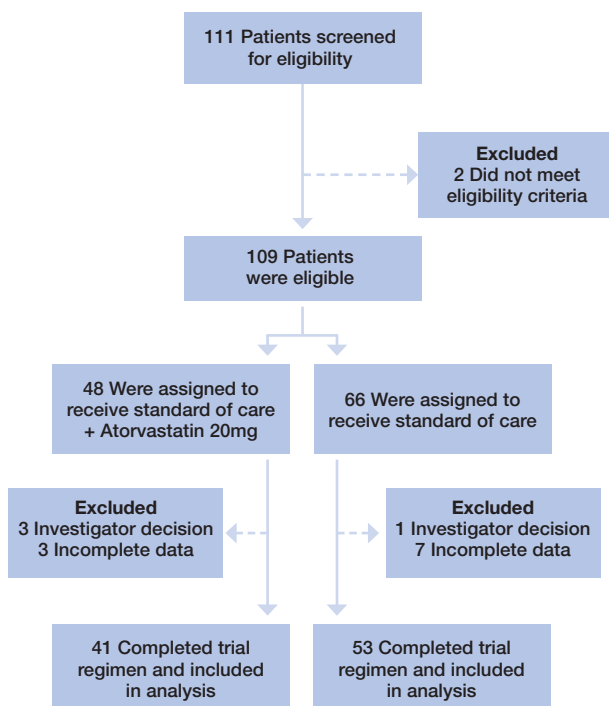 111 Patients screened
for eligibility
Excluded
2 Did not meet
eligibility criteria
109 Patients
were eligible
48 Were assigned to
receive standard of care
+ Atorvastatin 20mg
66 Were assigned to
receive standard of care
Excluded
3 Investigator decision
3 Incomplete data
Excluded
1 Investigator decision
7 Incomplete data
41 Completed trial
regimen and included
in analysis
53 Completed trial
regimen and included
in analysis